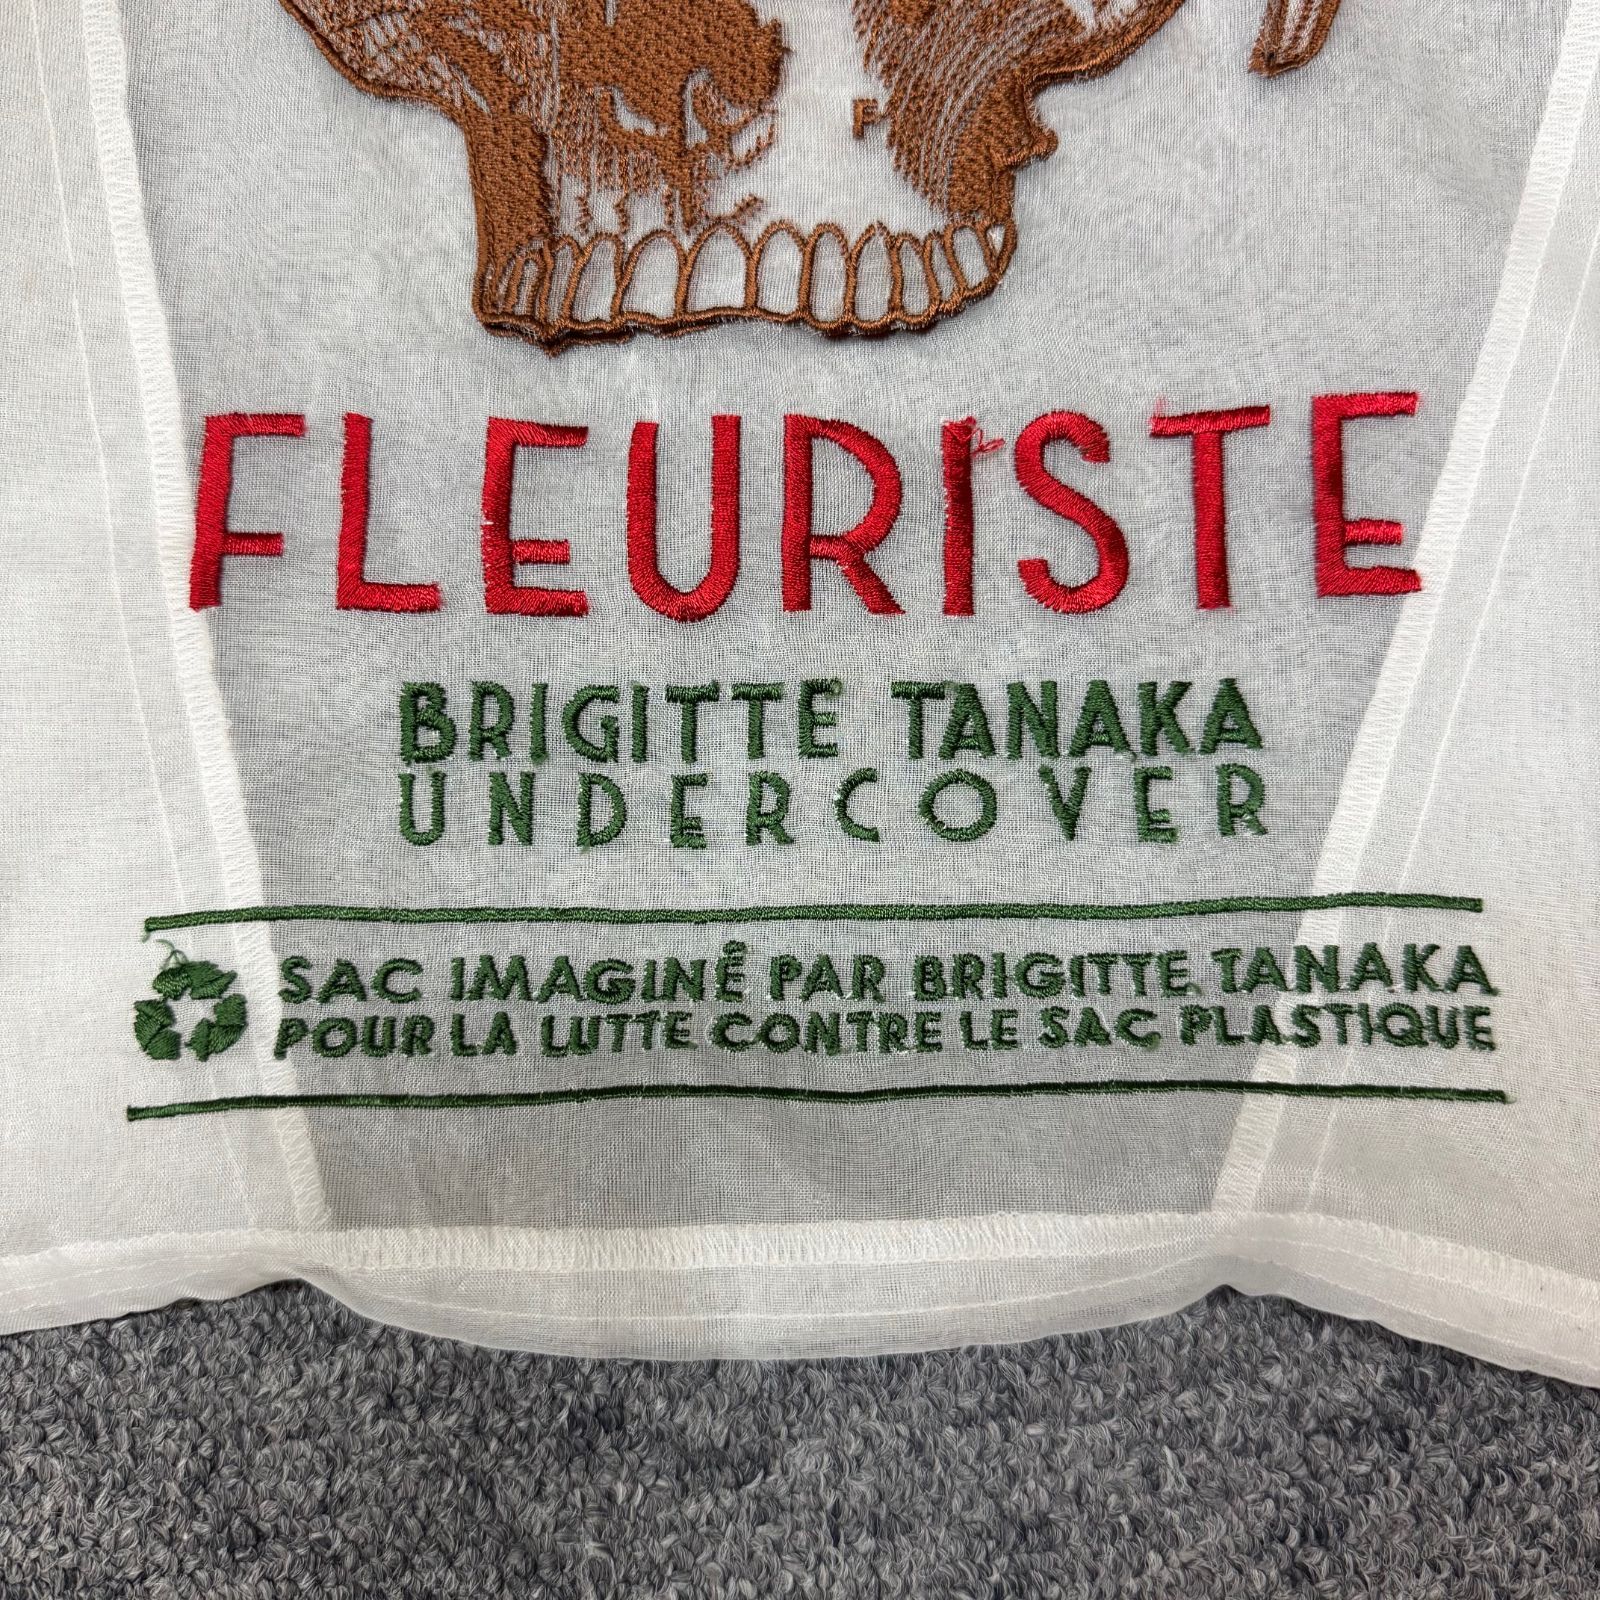 FLEURISTE
BRIGITTE TANAKA
UNDERCOVER
SAC IMAGINÉ PAR BRIGITTE TANAKA
POUR LA LUTTE CONTRE LE SAC PLASTIQUE